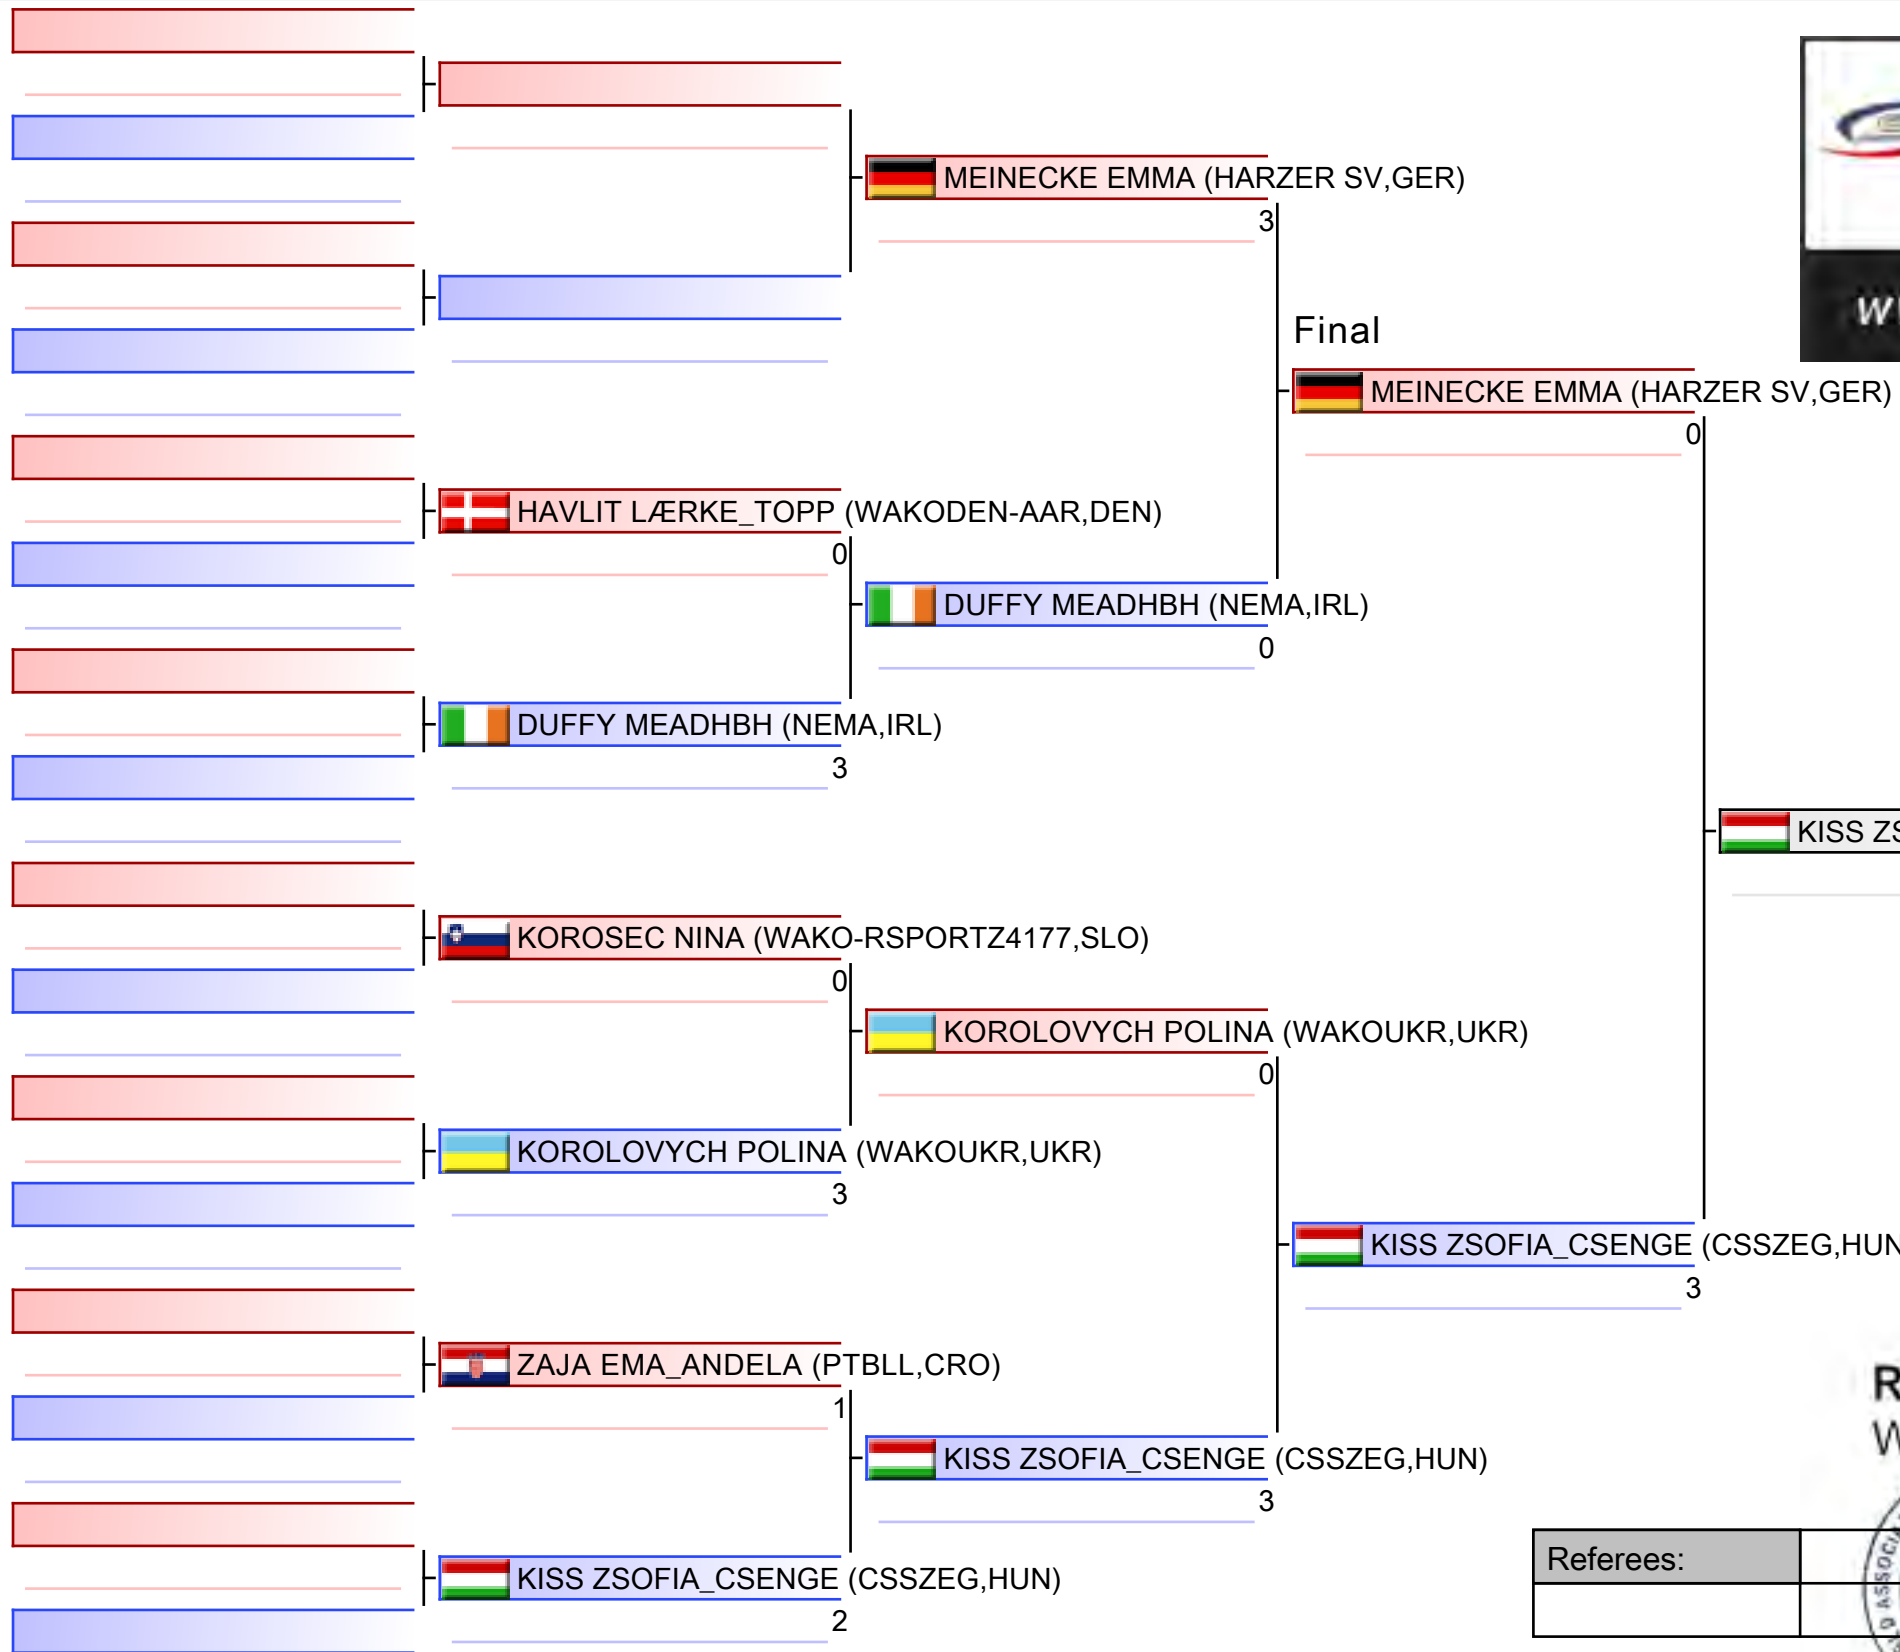 MEINECKE EMMA (HARZER SV,GER)
3
Final
MEINECKE EMMA (HARZER SV,GER)
0
HAVLIT LÆRKE_TOPP (WAKODEN-AAR,DEN)
0
DUFFY MEADHBH (NEMA,IRL)
0
DUFFY MEADHBH (NEMA,IRL)
3
KISS
KOROSEC NINA (WAKO-RSPORTZ4177,SLO)
0
KOROLOVYCH POLINA (WAKOUKR,UKR)
0
KOROLOVYCH POLINA (WAKOUKR,UKR)
3
KISS ZSOFIA_CSENGE (CSSZEG,HUN
3
ZAJA EMA_ANDELA (PTBLL,CRO)
1
KISS ZSOFIA_CSENGE (CSSZEG,HUN)
3
Referees:
KISS ZSOFIA_CSENGE (CSSZEG,HUN)
2